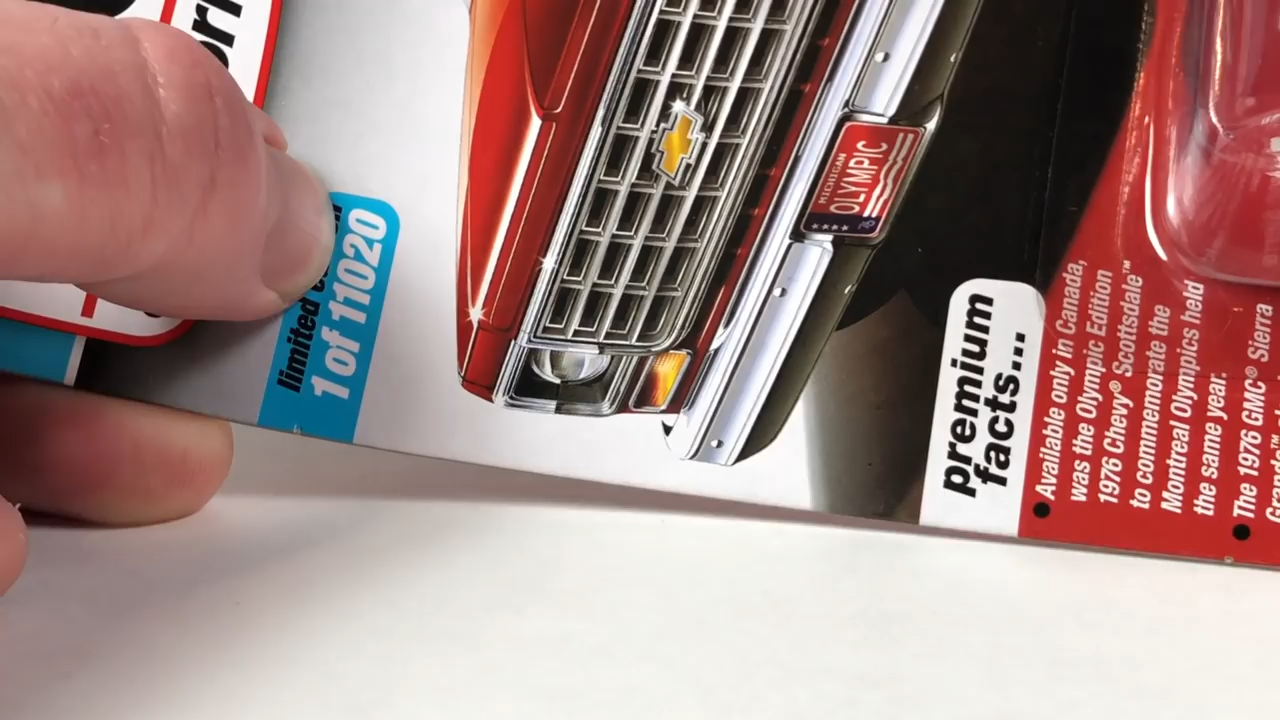 limited
1 of 11020
MICHIGAN
OLYMPIC
76
premium
facts...
• Available only in Canada,
was the Olympic Edition
1976 Chevy® Scottsdale™
to commemorate the
Montreal Olympics held
the same year.
• The 1976 GMC® Sierra